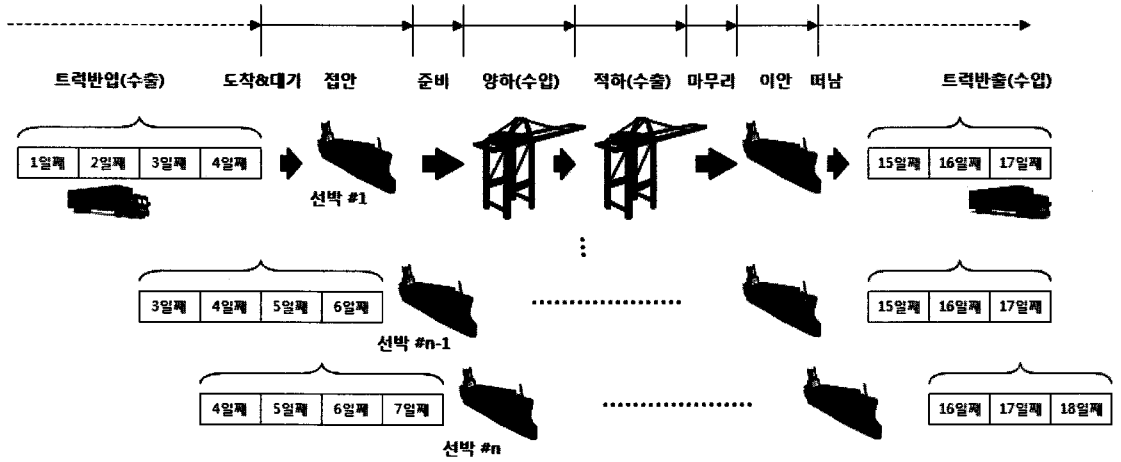 트럭반입(수출) 도착&대기 접안 준비 양하(수입) 적하(수출) 마무리 이안 떠남 트럭반출(수입)
1일째 2일째 3일째 4일째 15일째 16일째 17일째
선박 #1
3일째 4일째 5일째 6일째 15일째 16일째 17일째
선박 #n-1
4일째 5일째 6일째 7일째 16일째 17일째 18일째
선박 #n